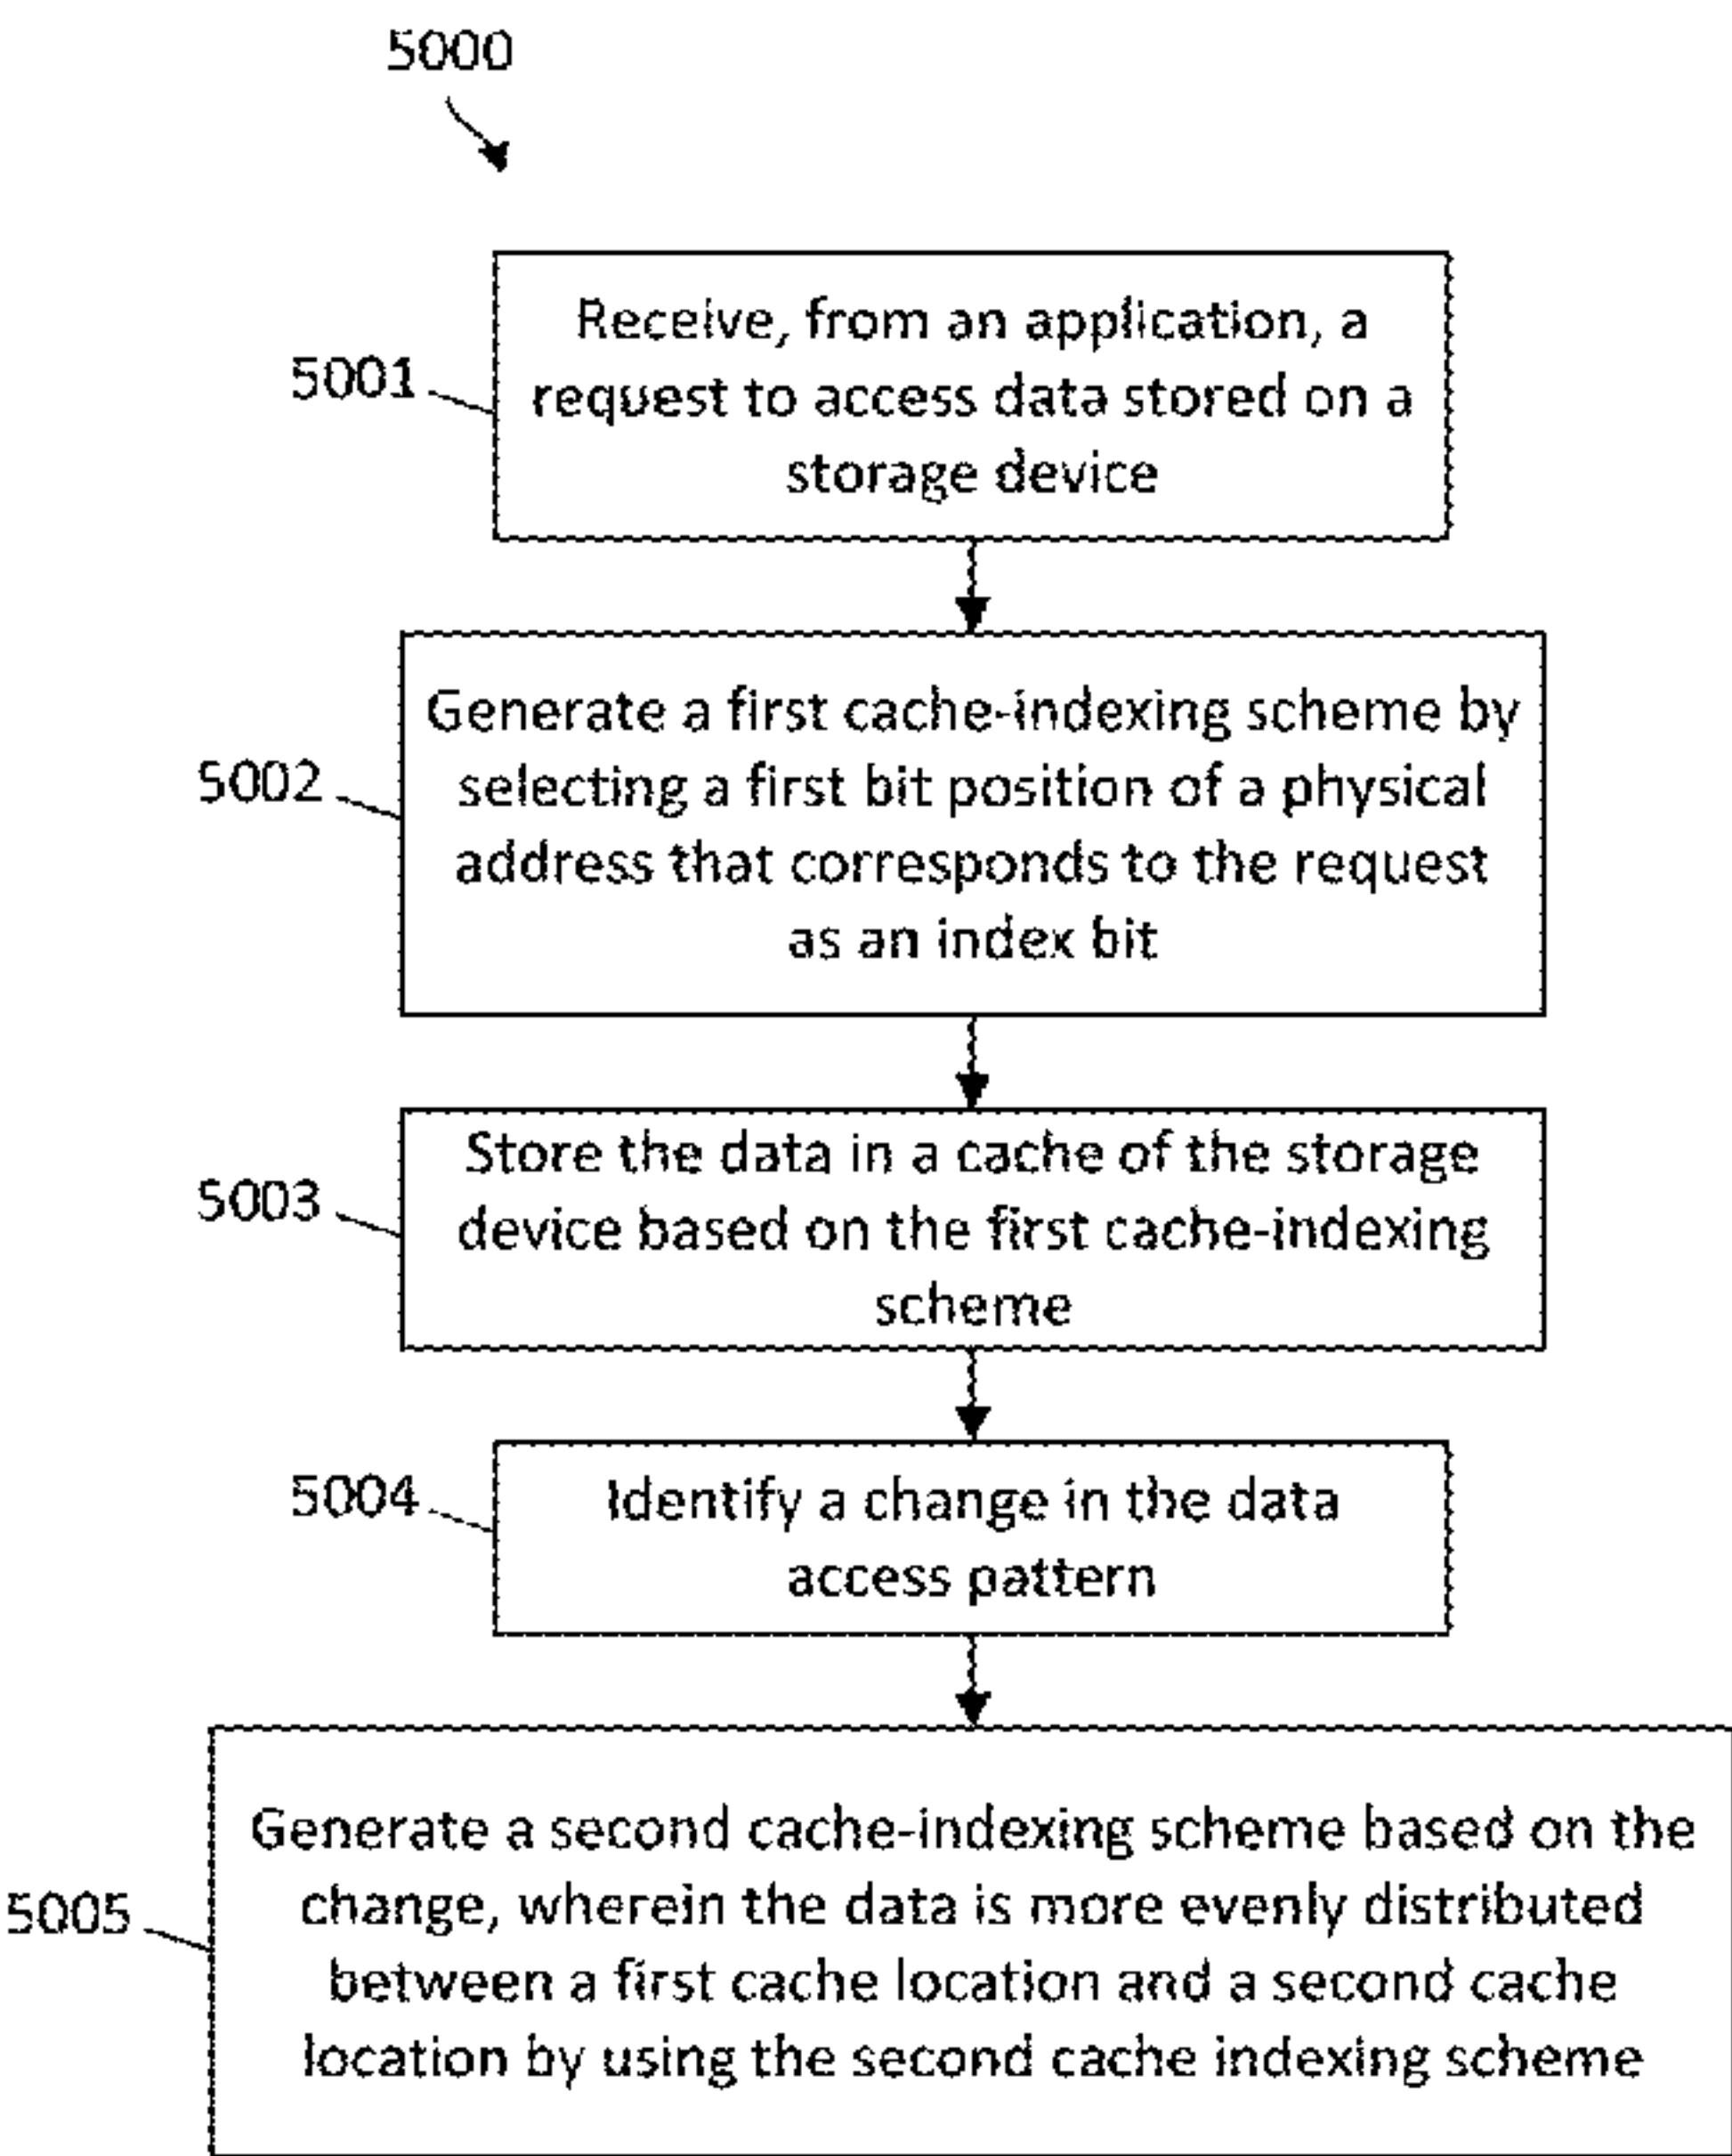 5000
5001
Receive, from an application, a
request to access data stored on a
storage device
5002
Generate a first cache-indexing scheme by
selecting a first bit position of a physical
address that corresponds to the request
as an index bit
5003
Store the data in a cache of the storage
device based on the first cache-indexing
scheme
5004
Identify a change in the data
access pattern
5005
Generate a second cache-indexing scheme based on the
change, wherein the data is more evenly distributed
between a first cache location and a second cache
location by using the second cache indexing scheme